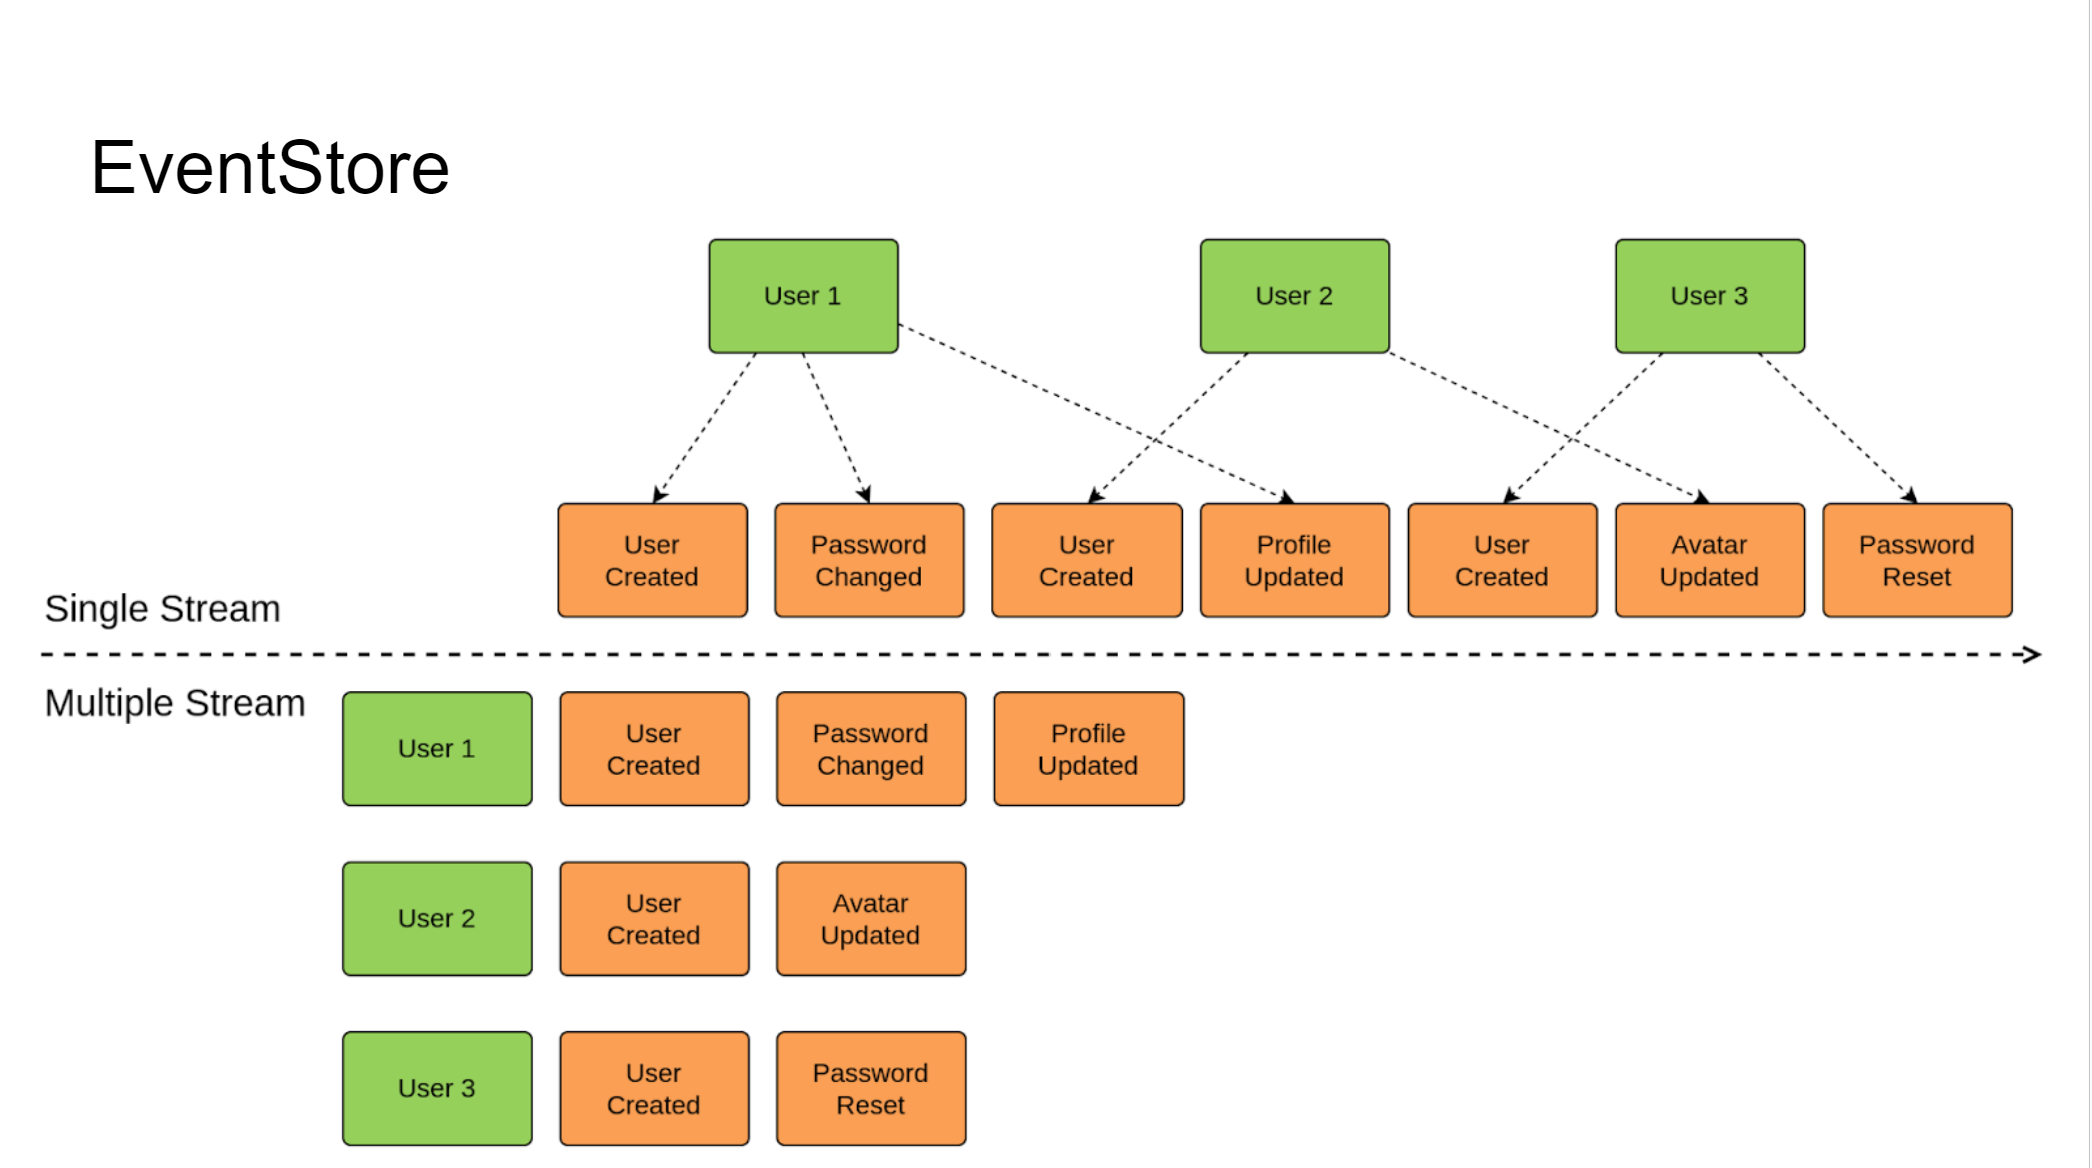 EventStore
User 1
User 2
User 3
User
Created
Password
Changed
User
Created
Profile
Updated
User
Created
Avatar
Updated
Password
Reset
Single Stream
Multiple Stream
User 1
User
Created
Password
Changed
Profile
Updated
User 2
User
Created
Avatar
Updated
User 3
User
Created
Password
Reset